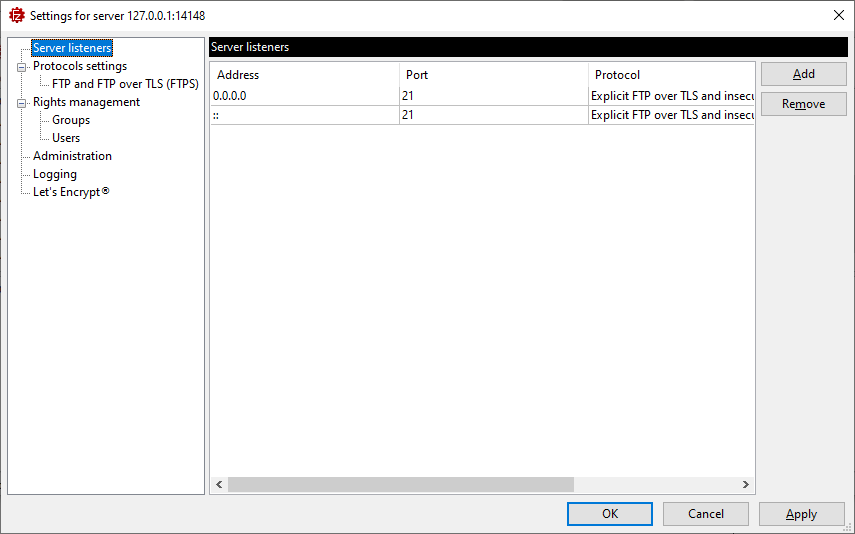 Settings for server 127.0.0.1:14148
Server listeners
Protocols settings
FTP and FTP over TLS (FTPS)
Rights management
Groups
Users
Administration
Logging
Let's Encrypt®
Server listeners
Address Port Protocol
0.0.0.0 21 Explicit FTP over TLS and insecu
:: 21 Explicit FTP over TLS and insecu
Add
Remove
OK Cancel Apply